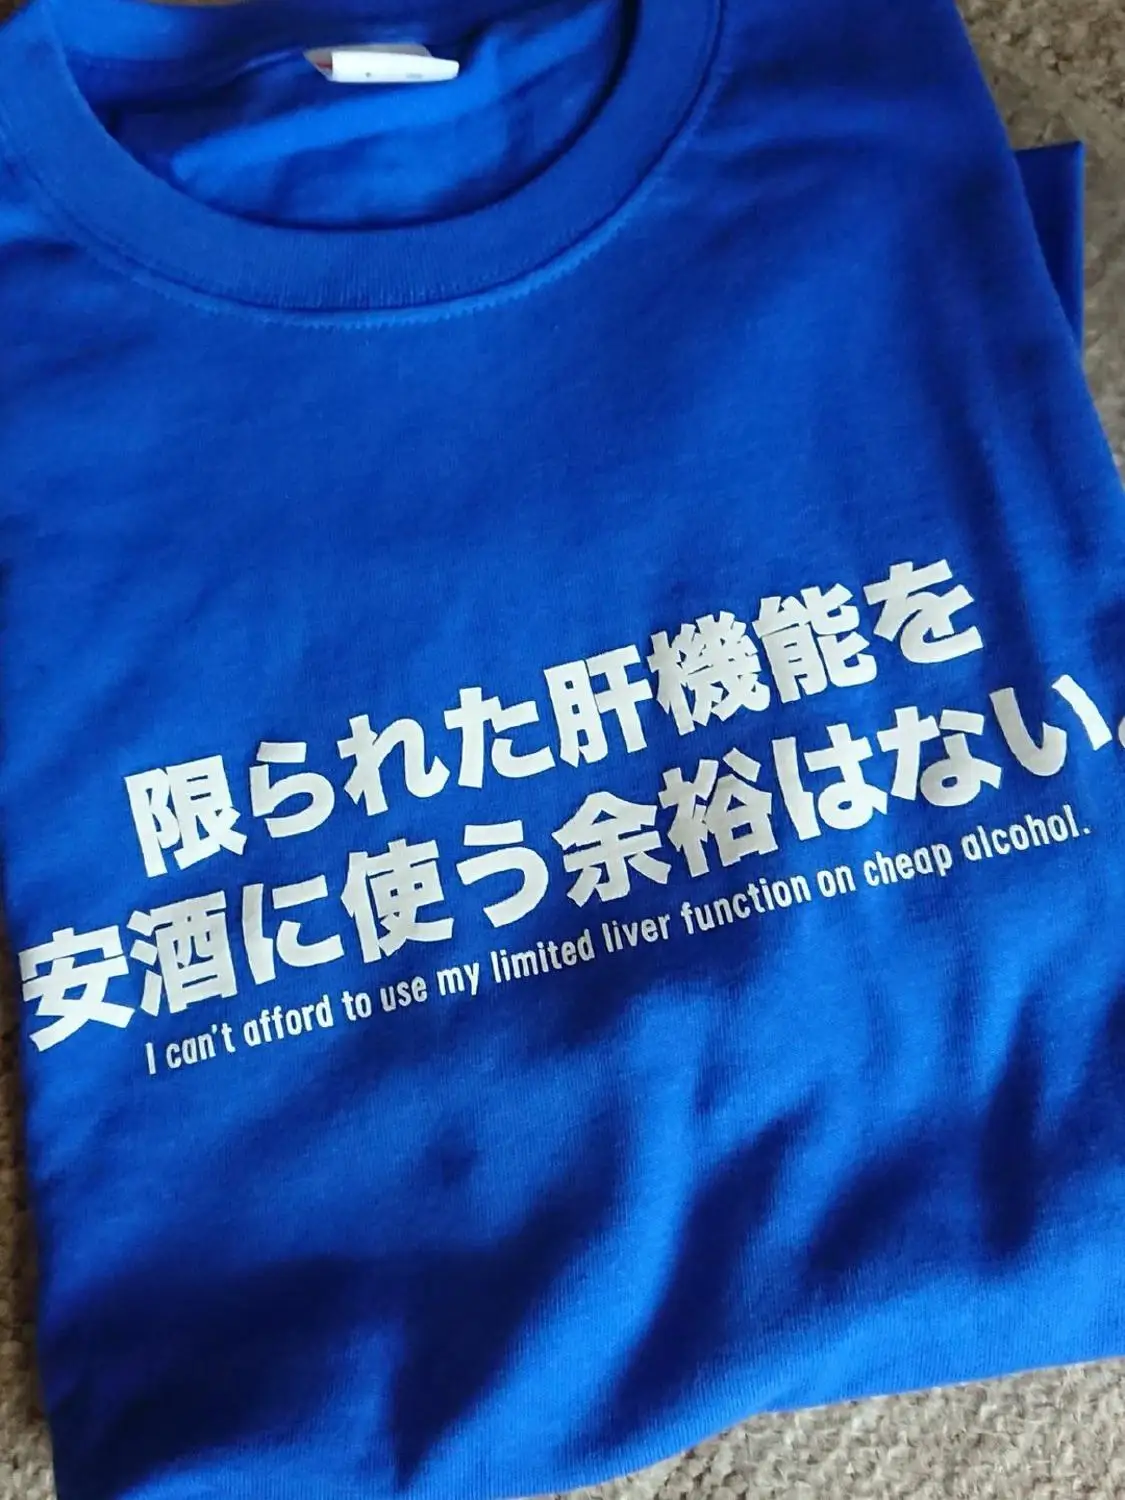 限られた肝機能を
安酒に使う余裕はない。
I can't afford to use my limited liver function on cheap alcohol.